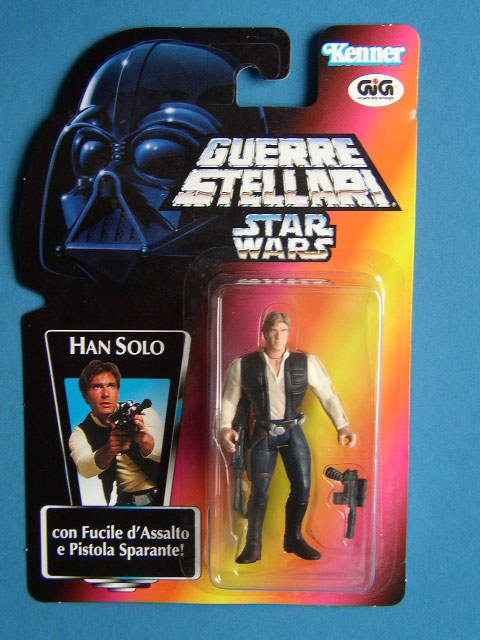 Kenner
GiG
GUERRE
STELLARI
STAR
WARS
HAN SOLO
con Fucile d'Assalto
e Pistola Sparante!